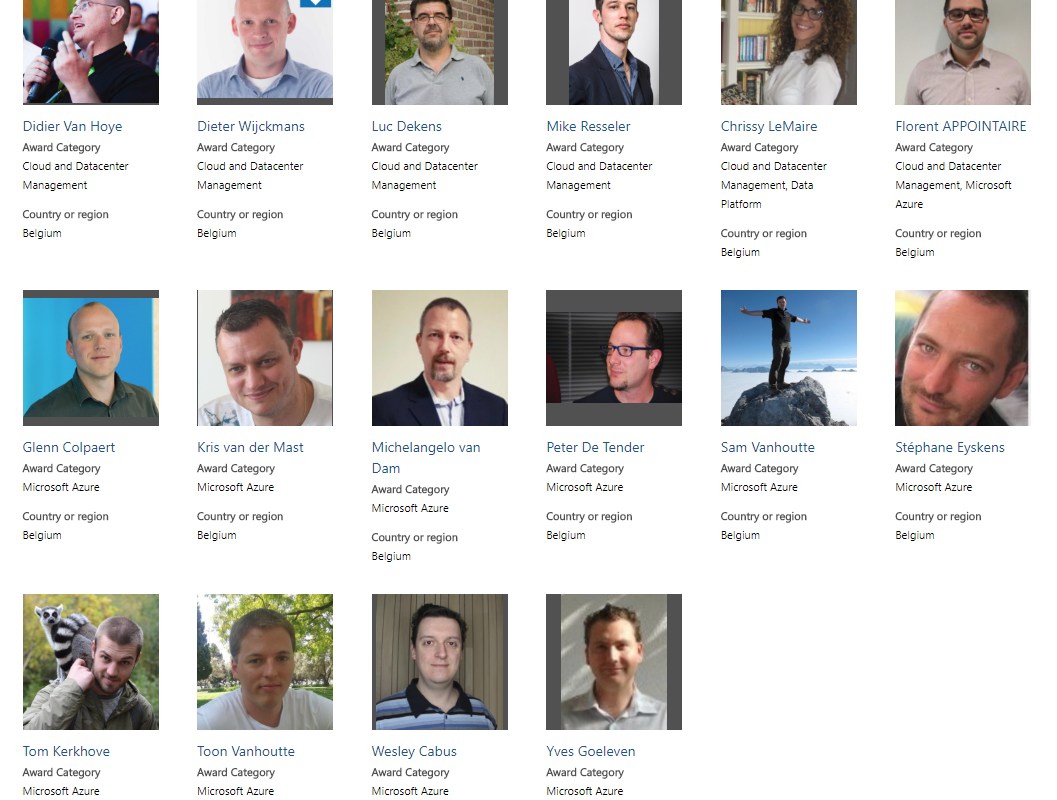 Didier Van Hoye
Award Category
Cloud and Datacenter
Management
Country or region
Belgium
Dieter Wijckmans
Award Category
Cloud and Datacenter
Management
Country or region
Belgium
Luc Dekens
Award Category
Cloud and Datacenter
Management
Country or region
Belgium
Mike Resseler
Award Category
Cloud and Datacenter
Management
Country or region
Belgium
Chrissy LeMaire
Award Category
Cloud and Datacenter
Management, Data
Platform
Country or region
Belgium
Florent APPOINTAIRE
Award Category
Cloud and Datacenter
Management, Microsoft
Azure
Country or region
Belgium
Glenn Colpaert
Award Category
Microsoft Azure
Country or region
Belgium
Kris van der Mast
Award Category
Microsoft Azure
Country or region
Belgium
Michelangelo van
Dam
Award Category
Microsoft Azure
Country or region
Belgium
Peter De Tender
Award Category
Microsoft Azure
Country or region
Belgium
Sam Vanhoutte
Award Category
Microsoft Azure
Country or region
Belgium
Stéphane Eyskens
Award Category
Microsoft Azure
Country or region
Belgium
Tom Kerkhove
Award Category
Microsoft Azure
Toon Vanhoutte
Award Category
Microsoft Azure
Wesley Cabus
Award Category
Microsoft Azure
Yves Goeleven
Award Category
Microsoft Azure